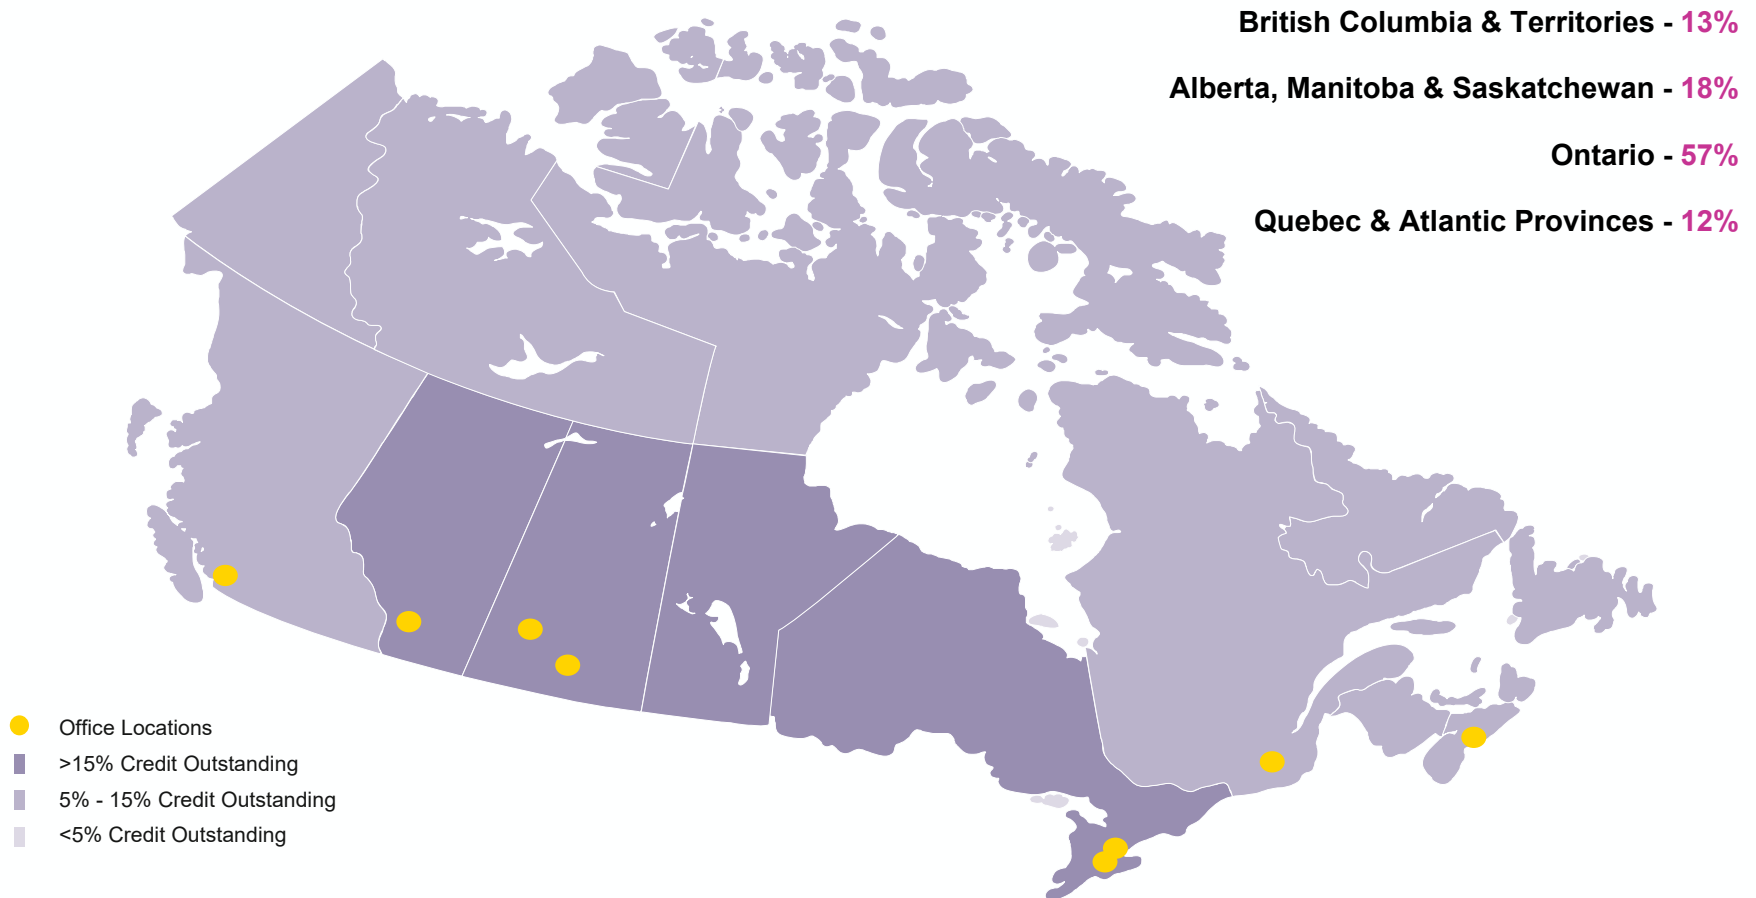 British Columbia & Territories - 13%
Alberta, Manitoba & Saskatchewan - 18%
Ontario - 57%
Quebec & Atlantic Provinces - 12%
Office Locations
>15% Credit Outstanding
5% - 15% Credit Outstanding
<5% Credit Outstanding